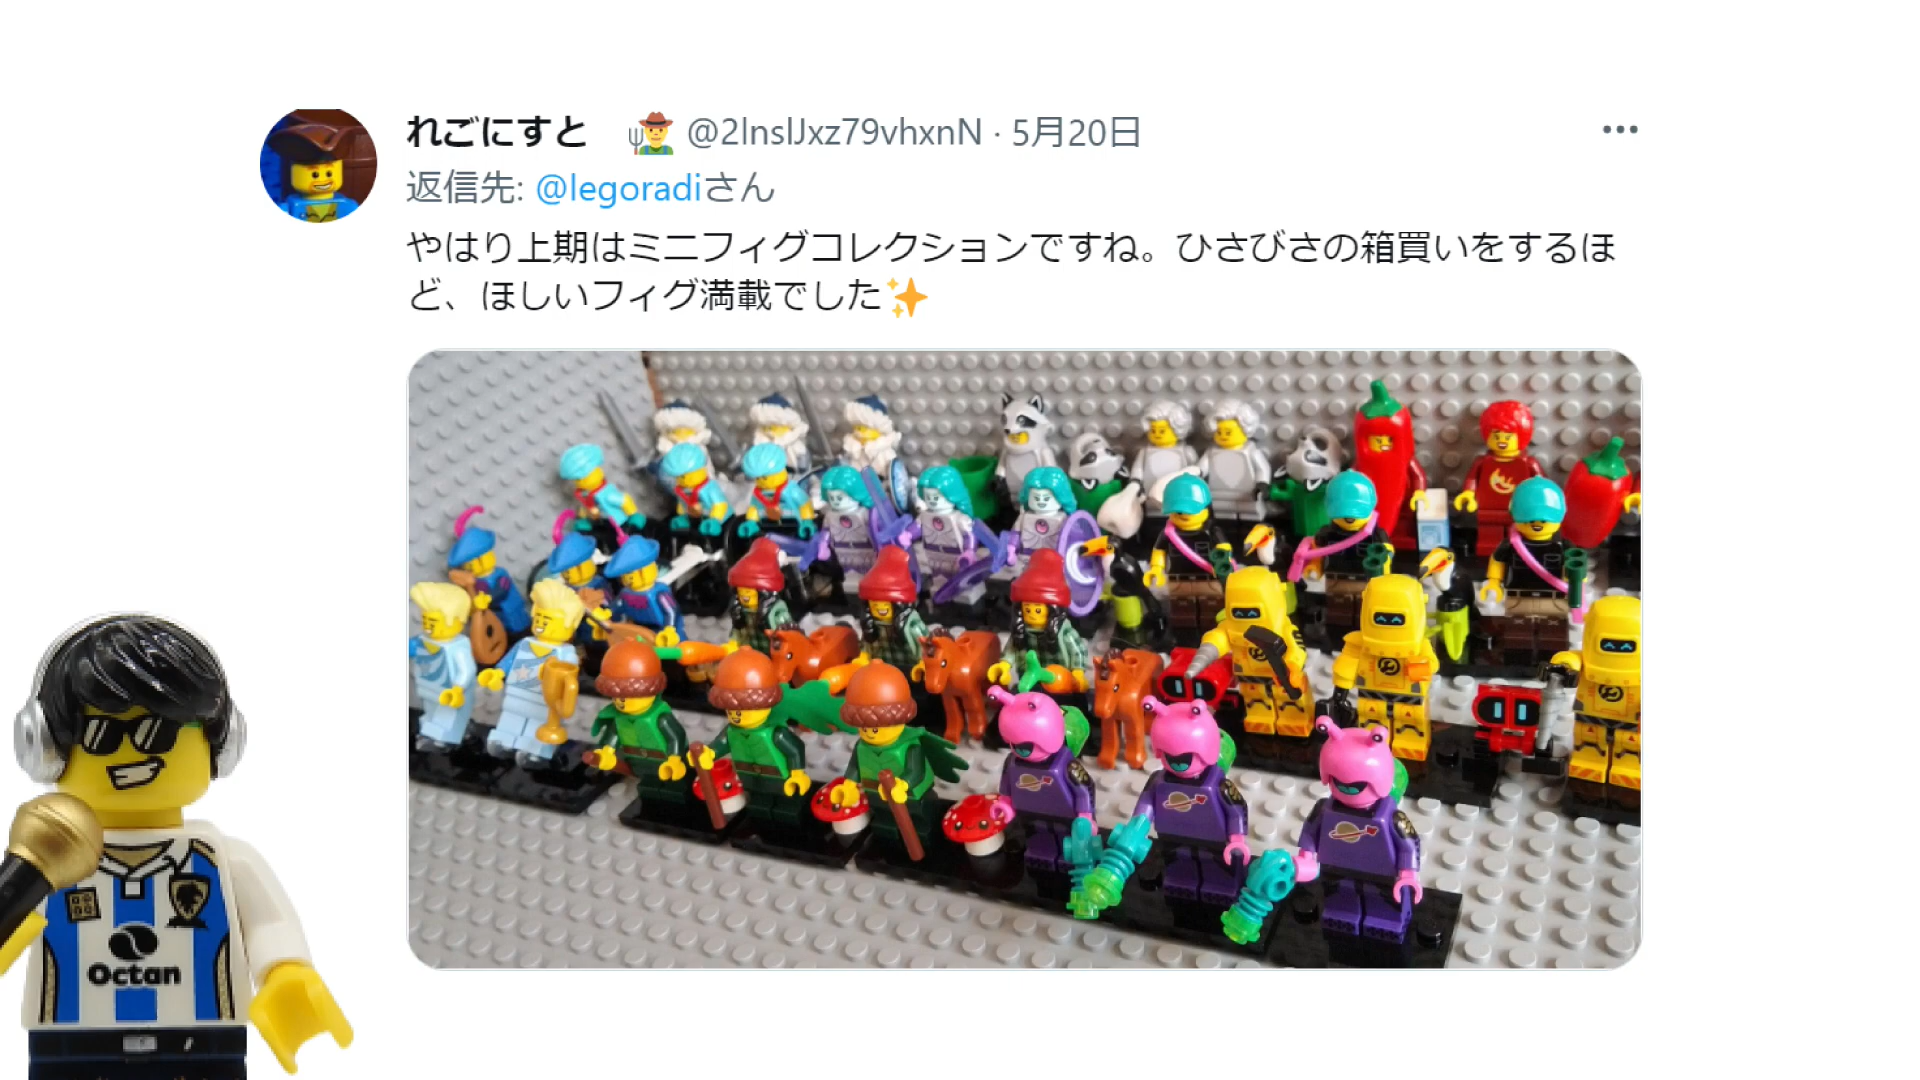 れごにすと @2lnslJxz79vhxnN · 5月20日
返信先: @legoradiさん
やはり上期はミニフィグコレクションですね。ひさびさの箱買いをするほ
ど、ほしいフィグ満載でした
Octan